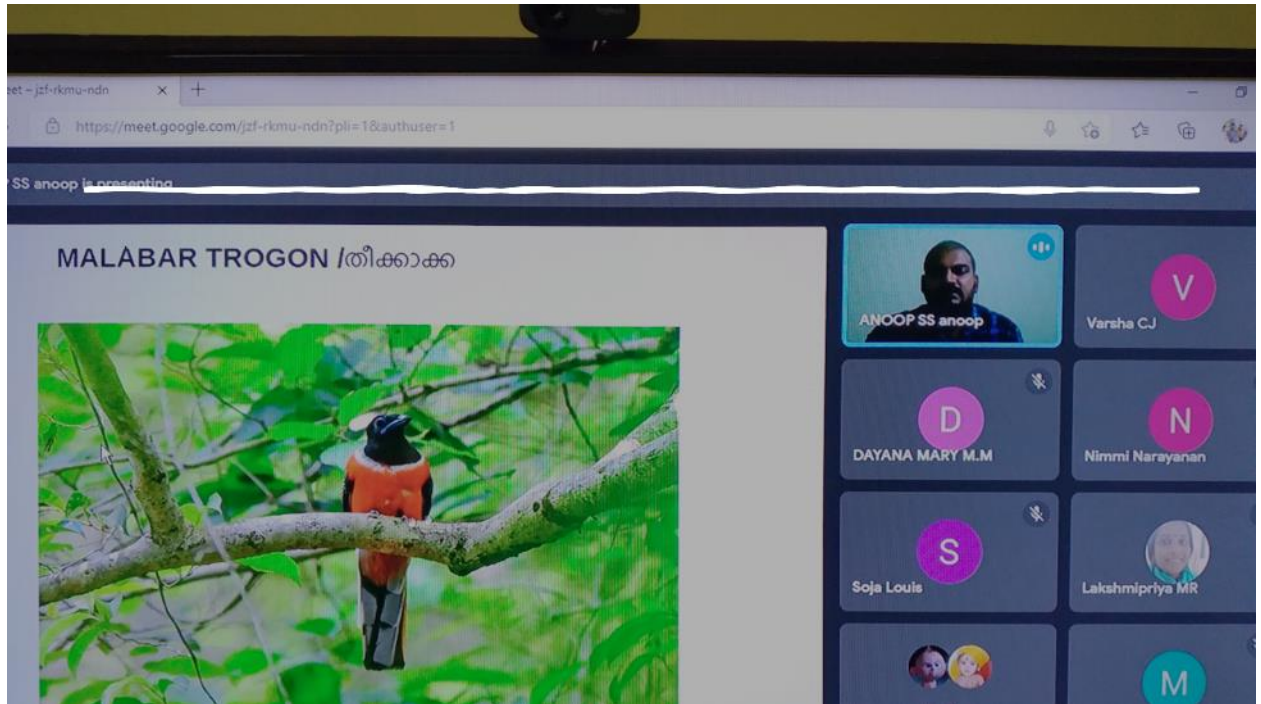 eet – jzf-rkmu-ndn
https://meet.google.com/jzf-rkmu-ndn?pli=1&authuser=1
SS anoop is presenting
MALABAR TROGON /തീക്കാക്ക
ANOOP SS anoop
V
Varsha CJ
D
DAYANA MARY M.M
N
Nimmi Narayanan
S
Soja Louis
Lakshmipriya MR
M